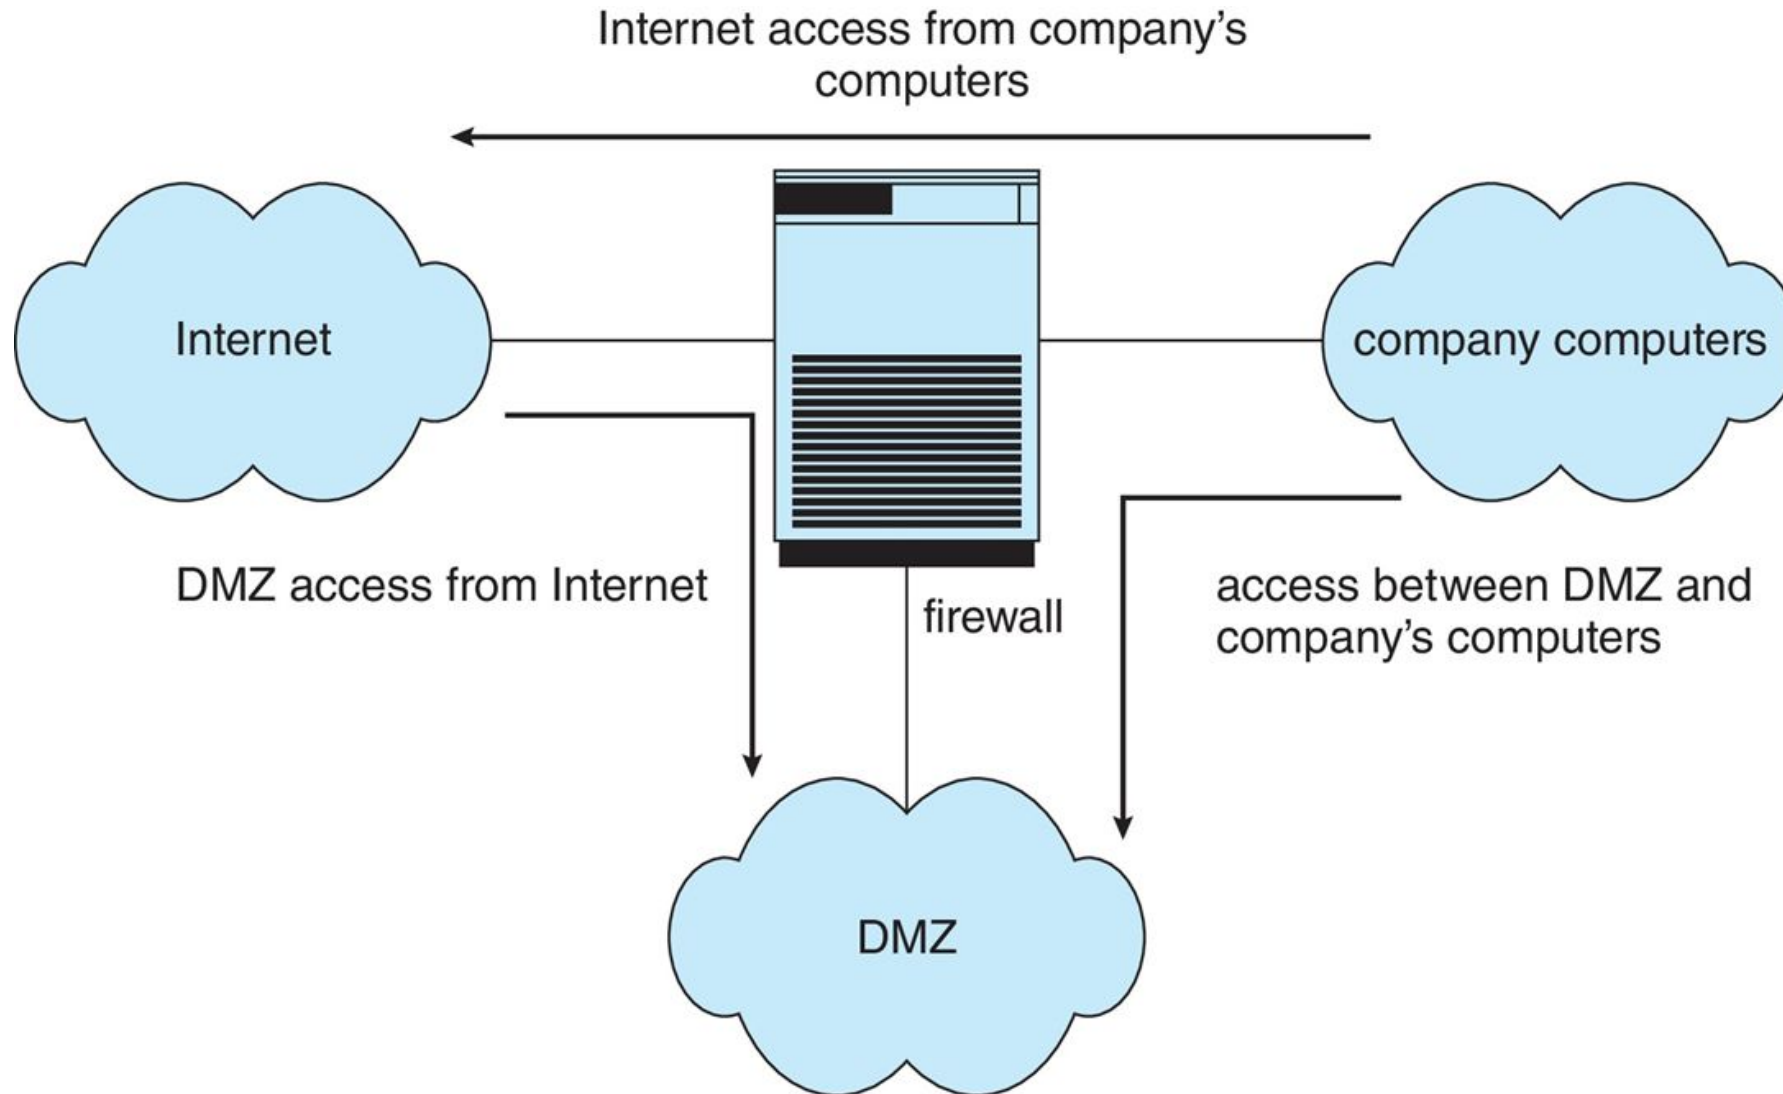 Internet access from company’s
computers
Internet
company computers
DMZ access from Internet
firewall
access between DMZ and
company’s computers
DMZ